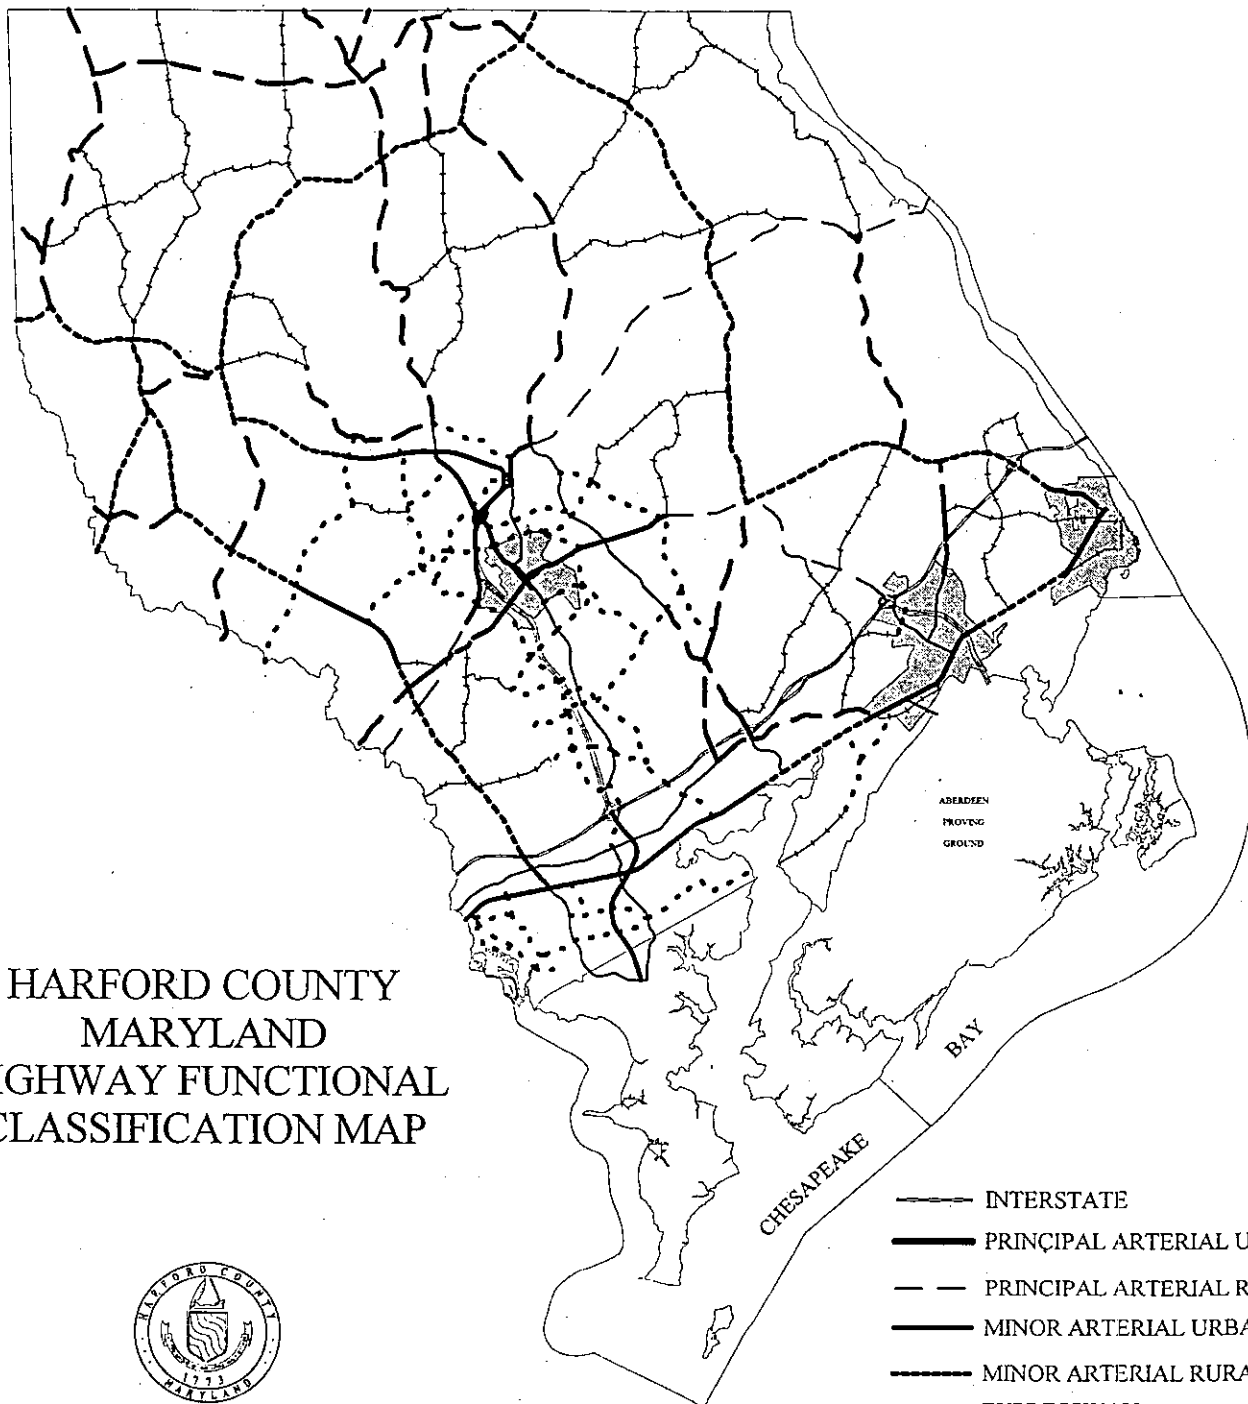 ABERDEEN
PROVING
GROUND
HARFORD COUNTY
MARYLAND
IGHWAY FUNCTIONAL
CLASSIFICATION MAP
BAY
CHESAPEAKE
INTERSTATE
PRINCIPAL ARTERIAL U
PRINCIPAL ARTERIAL R
MINOR ARTERIAL URBA
MINOR ARTERIAL RURA
HARFORD COUNTY
1773
MARYLAND